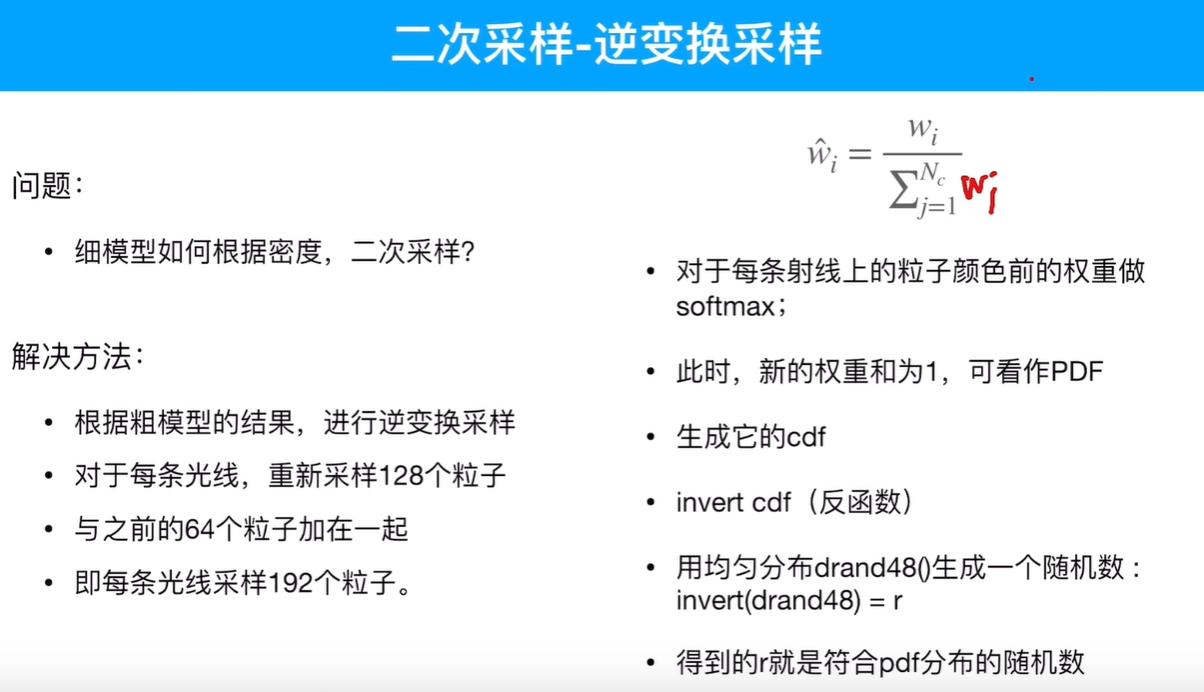 二次采样-逆变换采样
问题：
• 细模型如何根据密度，二次采样？
解决方法：
• 根据粗模型的结果，进行逆变换采样
• 对于每条光线，重新采样128个粒子
• 与之前的64个粒子加在一起
• 即每条光线采样192个粒子。
ŵ_i = w_i / ∑_{j=1}^{N_c} w_j
• 对于每条射线上的粒子颜色前的权重做
softmax；
• 此时，新的权重和为1，可看作PDF
• 生成它的cdf
• invert cdf（反函数）
• 用均匀分布drand48()生成一个随机数：
invert(drand48) = r
• 得到的r就是符合pdf分布的随机数